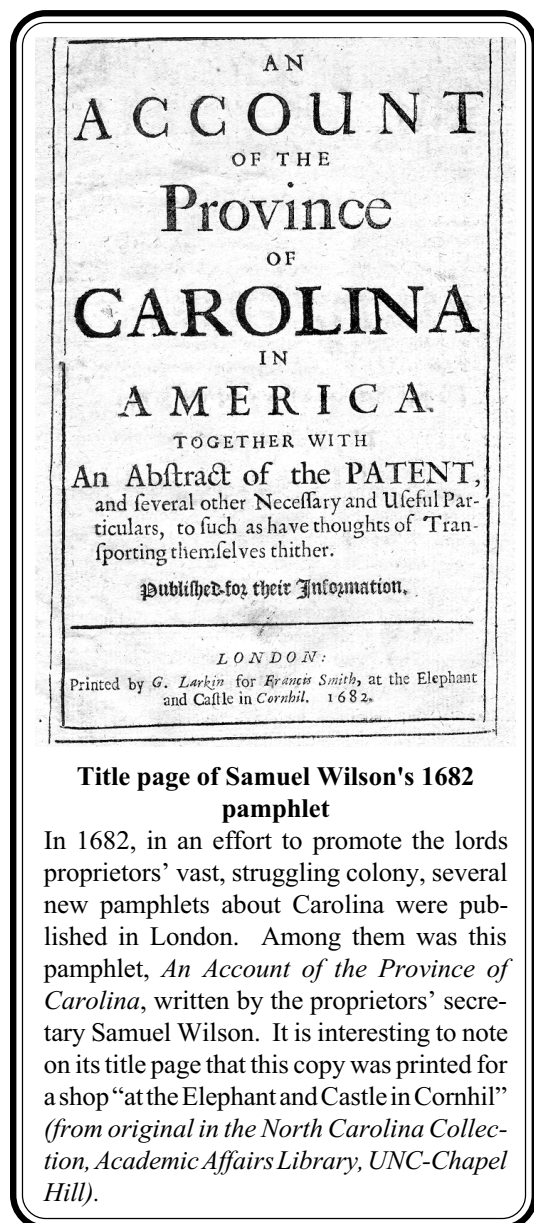 AN
ACCOUNT
OF THE
Province
OF
CAROLINA
IN
AMERICA.
TOGETHER WITH
An Abſtract of the PATENT,
and ſeveral other Neceſſary and Uſeful Par-
ticulars, to ſuch as have thoughts of Tran-
ſporting themſelves thither.
Publiſhed for their Information.
LONDON:
Printed by G. Larkin for Francis Smith, at the Elephant
and Caſtle in Cornhil. 1682.
Title page of Samuel Wilson's 1682
pamphlet
In 1682, in an effort to promote the lords
proprietors’ vast, struggling colony, several
new pamphlets about Carolina were pub-
lished in London. Among them was this
pamphlet, An Account of the Province of
Carolina, written by the proprietors’ secre-
tary Samuel Wilson. It is interesting to note
on its title page that this copy was printed for
a shop “at the Elephant and Castle in Cornhil”
(from original in the North Carolina Collec-
tion, Academic Affairs Library, UNC-Chapel
Hill).